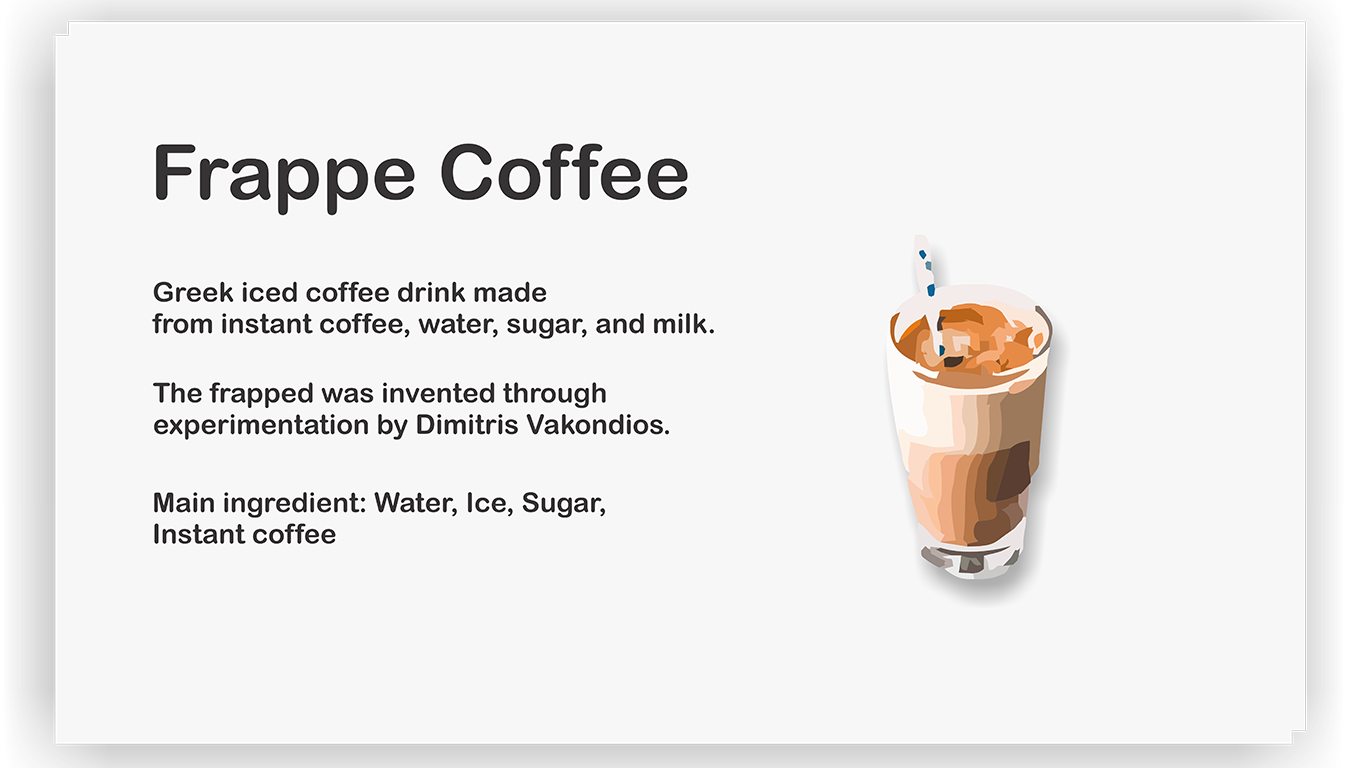 Frappe Coffee
Greek iced coffee drink made
from instant coffee, water, sugar, and milk.
The frapped was invented through
experimentation by Dimitris Vakondios.
Main ingredient: Water, Ice, Sugar,
Instant coffee